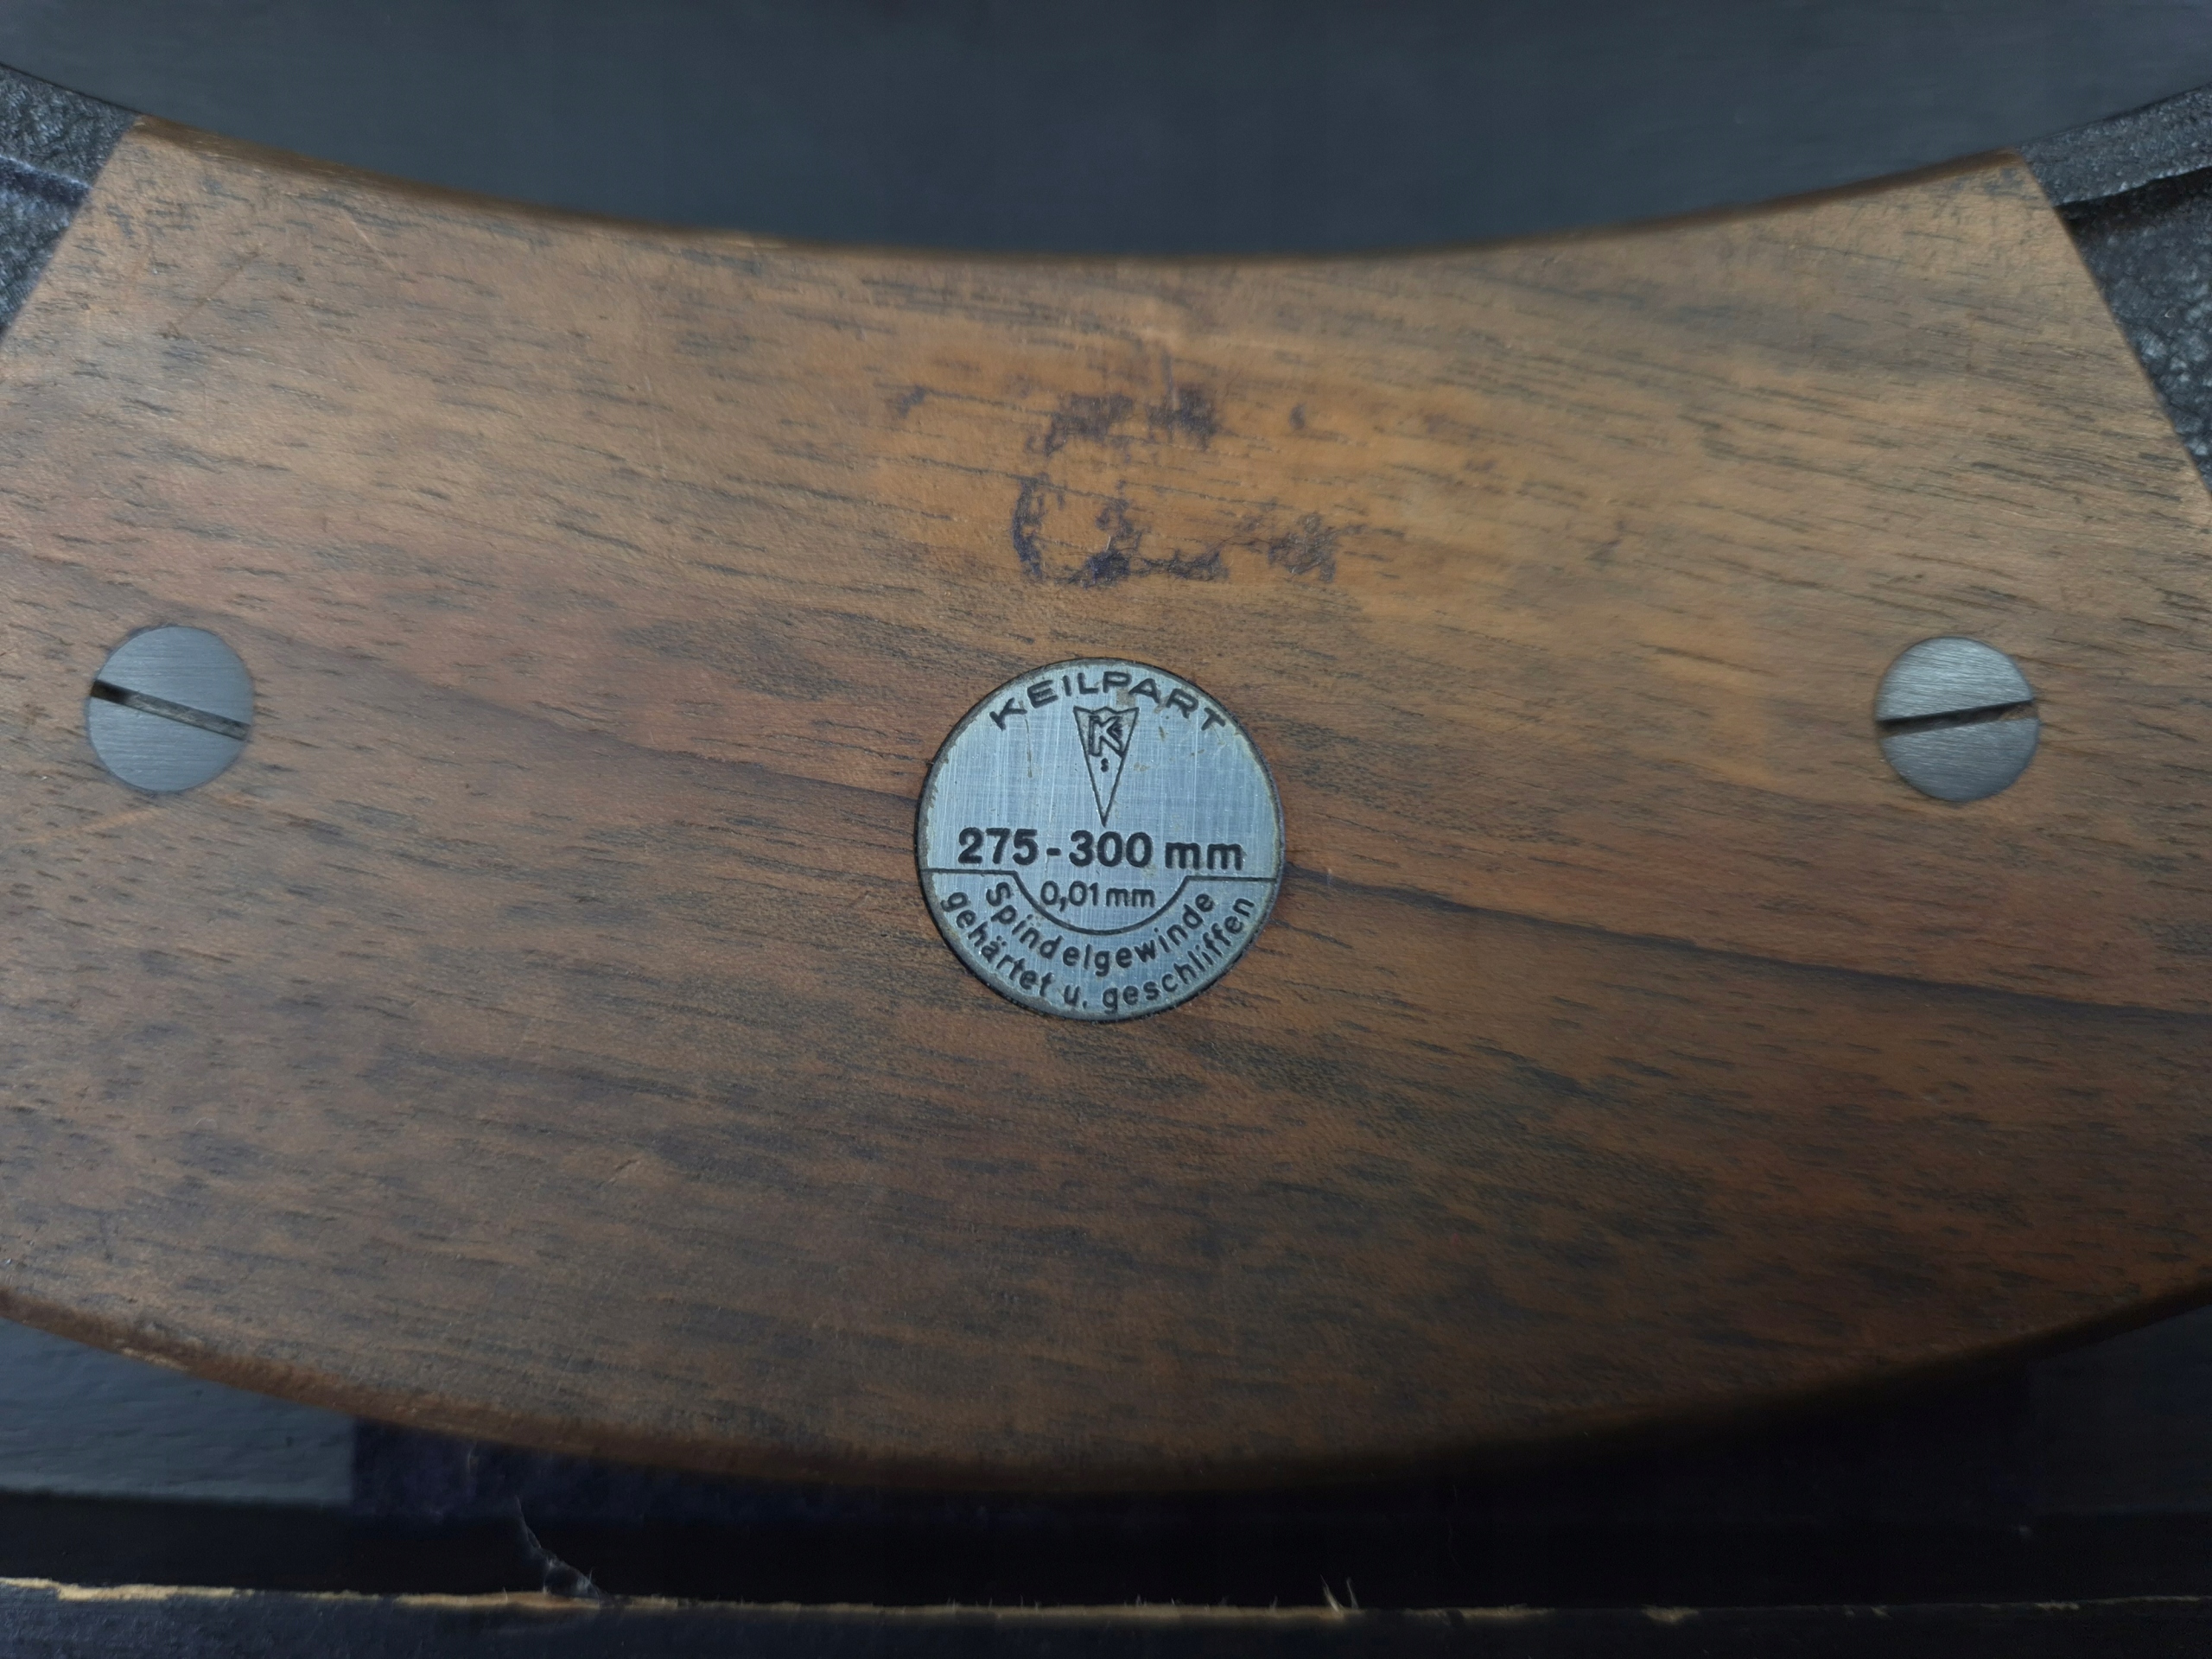 KEILPART
K
S
275-300 mm
0,01 mm
Spindelgewinde
gehärtet u. geschliffen